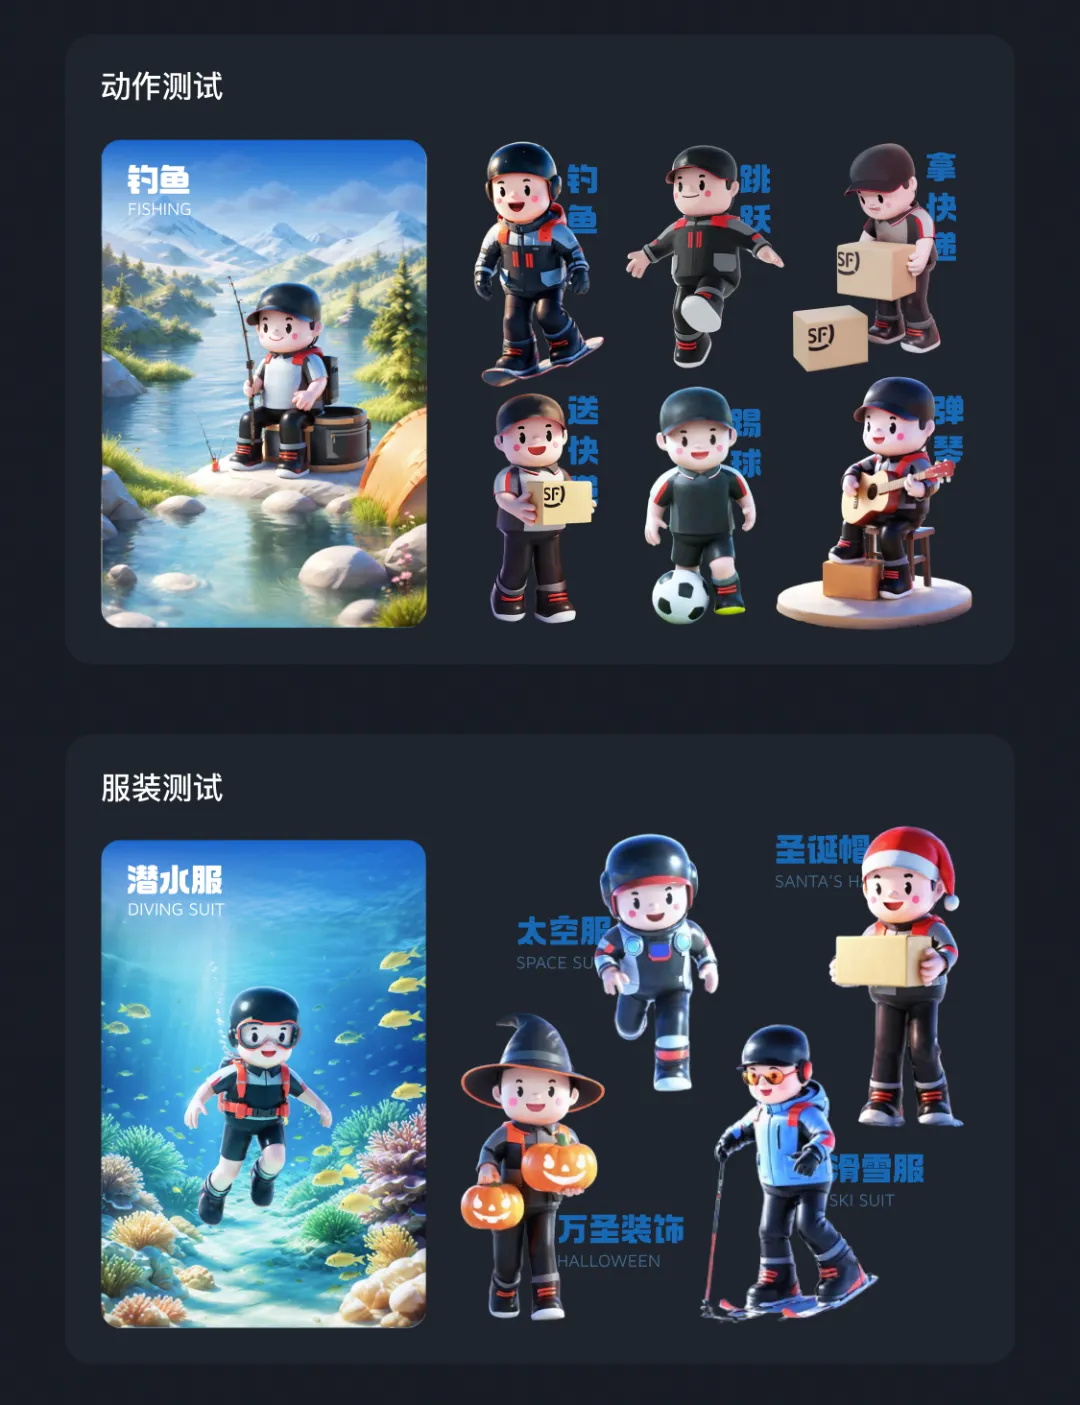 动作测试
钓鱼
FISHING
钓鱼
跳跃
拿快递
SF
SF
送快递
SF
踢球
弹琴
服装测试
潜水服
DIVING SUIT
太空服
SPACE SU
圣诞帽
SANTA'S HA
万圣装饰
HALLOWEEN
滑雪服
SKI SUIT